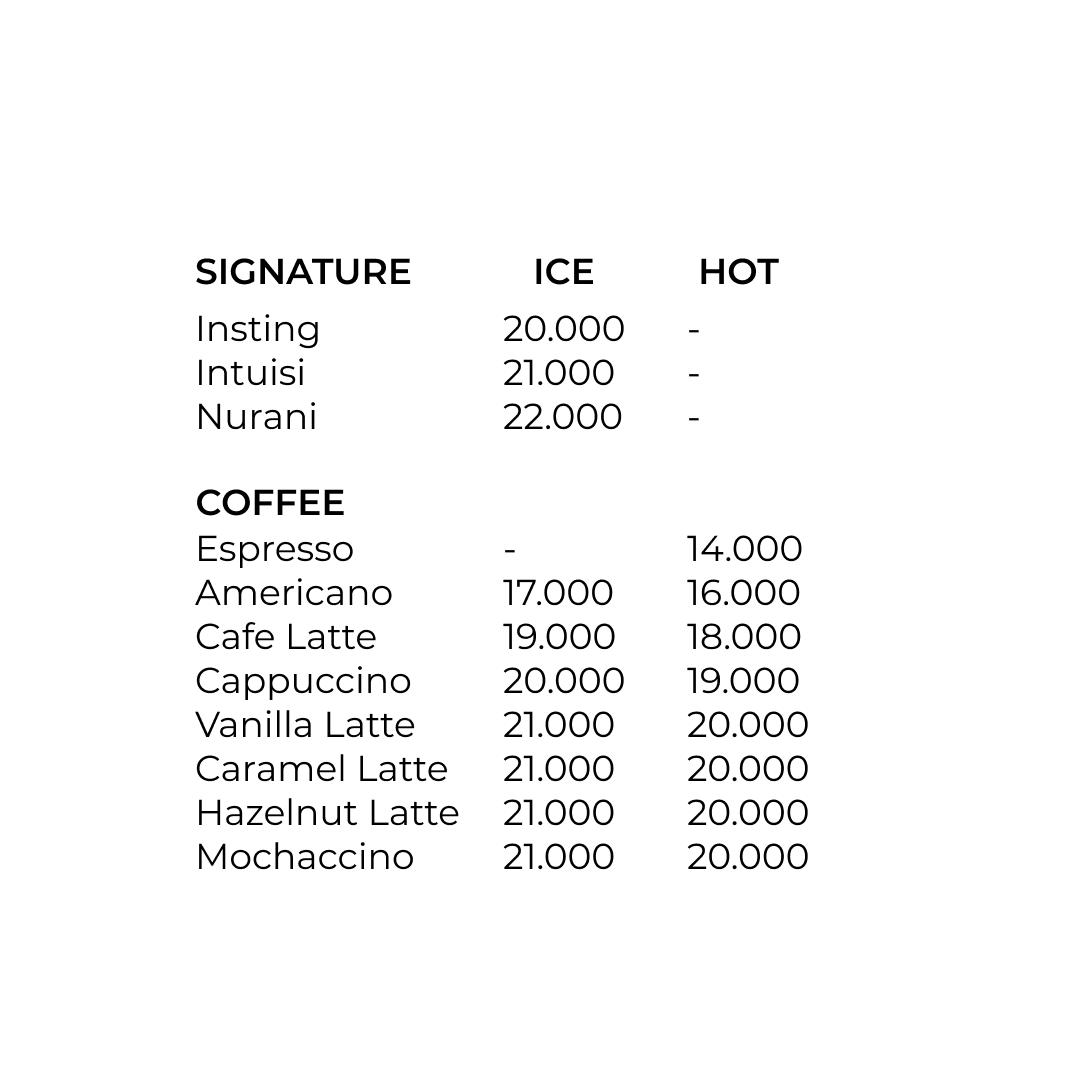 SIGNATURE ICE HOT
Insting 20.000 -
Intuisi 21.000 -
Nurani 22.000 -
COFFEE
Espresso - 14.000
Americano 17.000 16.000
Cafe Latte 19.000 18.000
Cappuccino 20.000 19.000
Vanilla Latte 21.000 20.000
Caramel Latte 21.000 20.000
Hazelnut Latte 21.000 20.000
Mochaccino 21.000 20.000